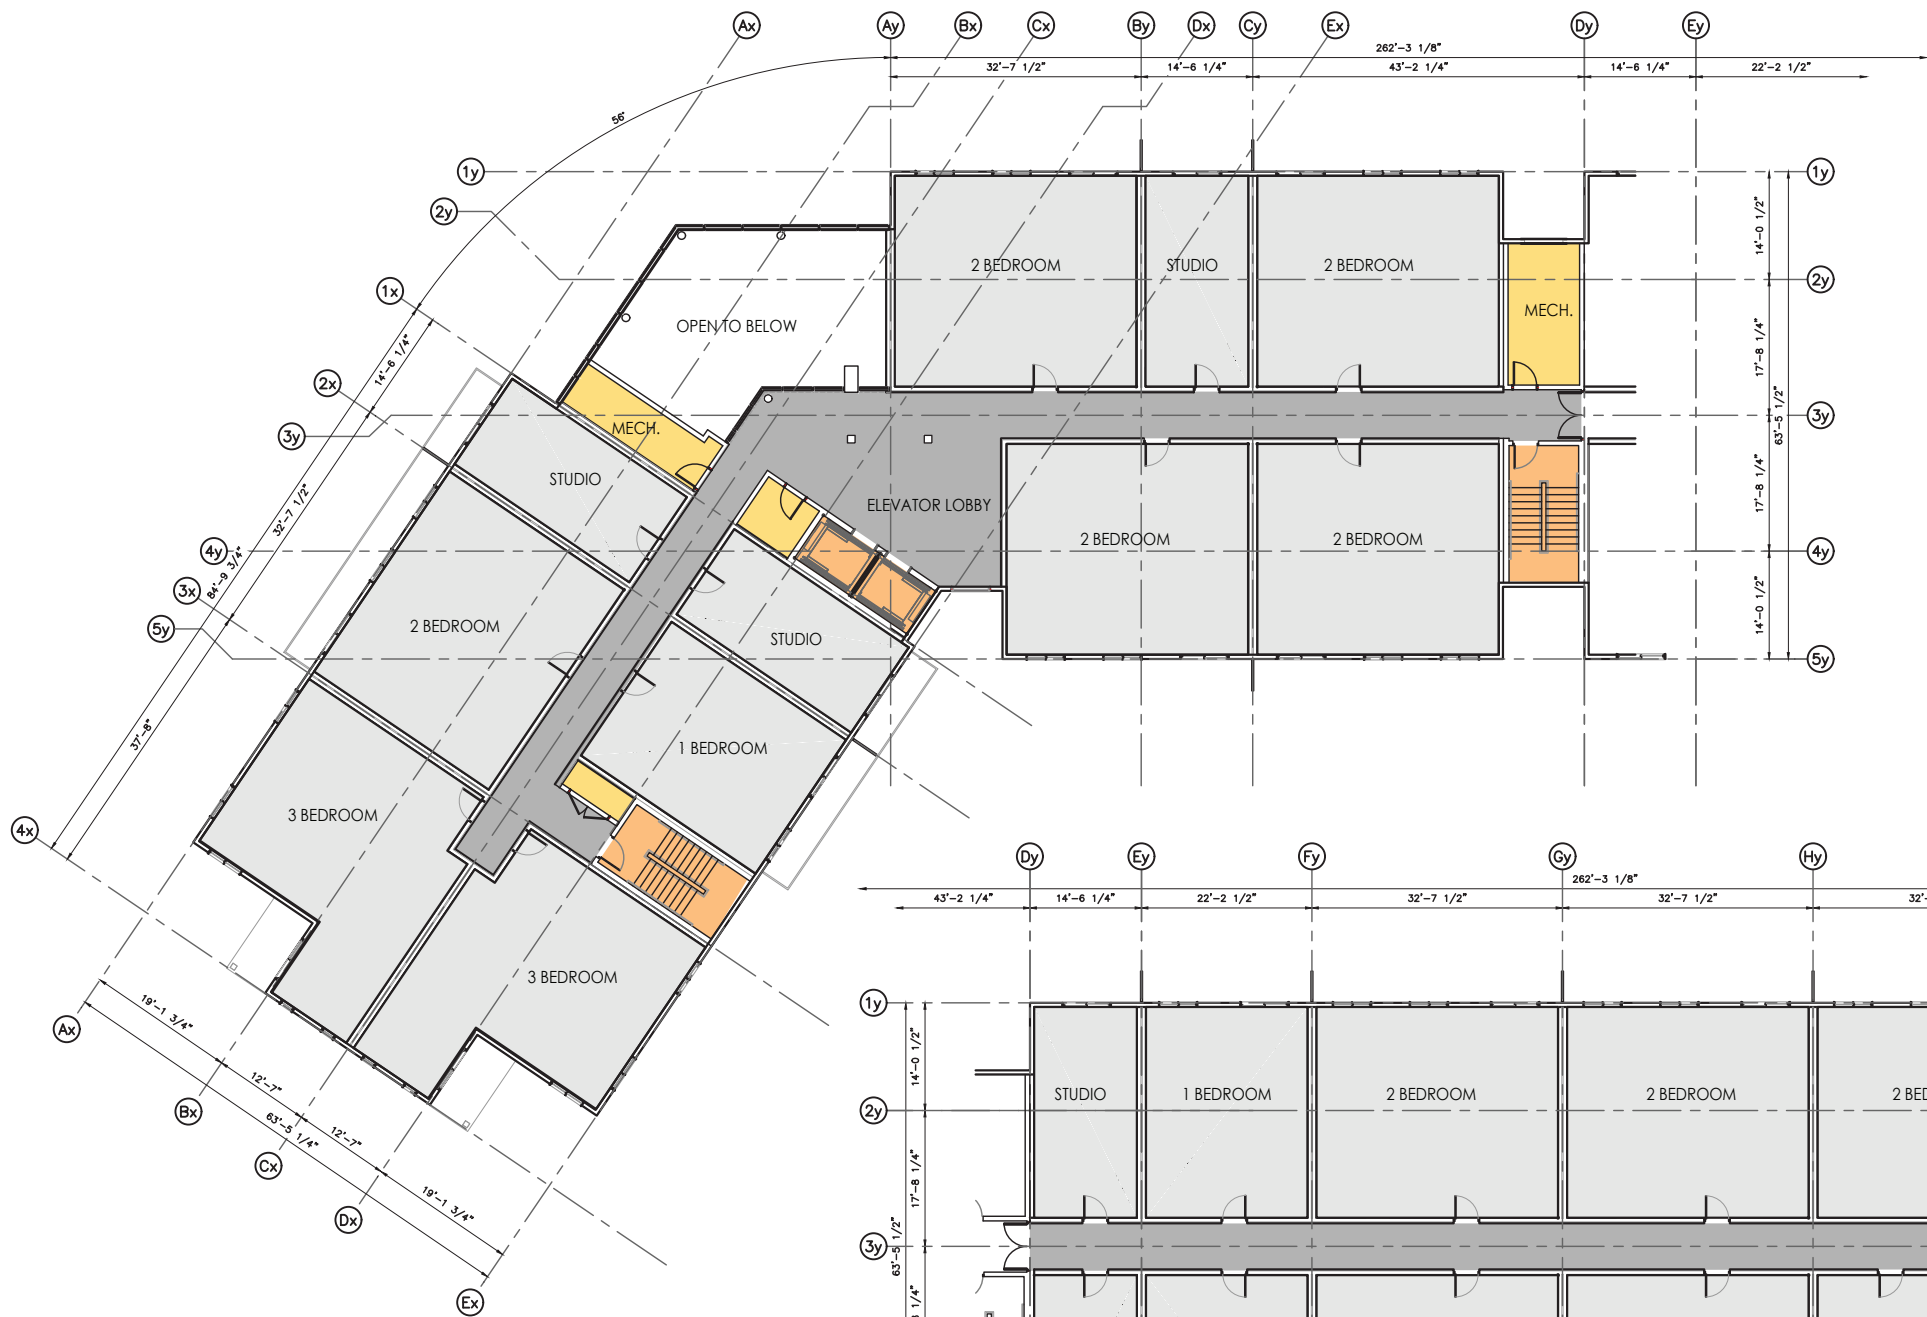 Ax
Ay
Bx
Cx
By
Dx
Cy
Ex
Dy
Ey
262'-3 1/8"
32'-7 1/2"
14'-6 1/4"
43'-2 1/4"
14'-6 1/4"
22'-2 1/2"
56°
1y
1y
2y
14'-0 1/2"
2 BEDROOM
STUDIO
2 BEDROOM
2y
1x
MECH.
OPEN TO BELOW
14'-6 1/4"
17'-8 1/4"
2x
3y
MECH.
3y
63'-5 1/2"
STUDIO
ELEVATOR LOBBY
32'-7 1/2"
17'-8 1/4"
4y
2 BEDROOM
2 BEDROOM
4y
84'-9 3/4"
3x
5y
2 BEDROOM
STUDIO
14'-0 1/2"
5y
37'-8"
1 BEDROOM
3 BEDROOM
4x
3 BEDROOM
Ax
19'-1 3/4"
Bx
12'-7"
63'-5 1/4"
12'-7"
Cx
19'-1 3/4"
Dx
Ex
Dy
Ey
Fy
Gy
Hy
262'-3 1/8"
43'-2 1/4"
14'-6 1/4"
22'-2 1/2"
32'-7 1/2"
32'-7 1/2"
32'-
1y
14'-0 1/2"
STUDIO
1 BEDROOM
2 BEDROOM
2 BEDROOM
2 BED
2y
17'-8 1/4"
3y
63'-5 1/2"
1/4"